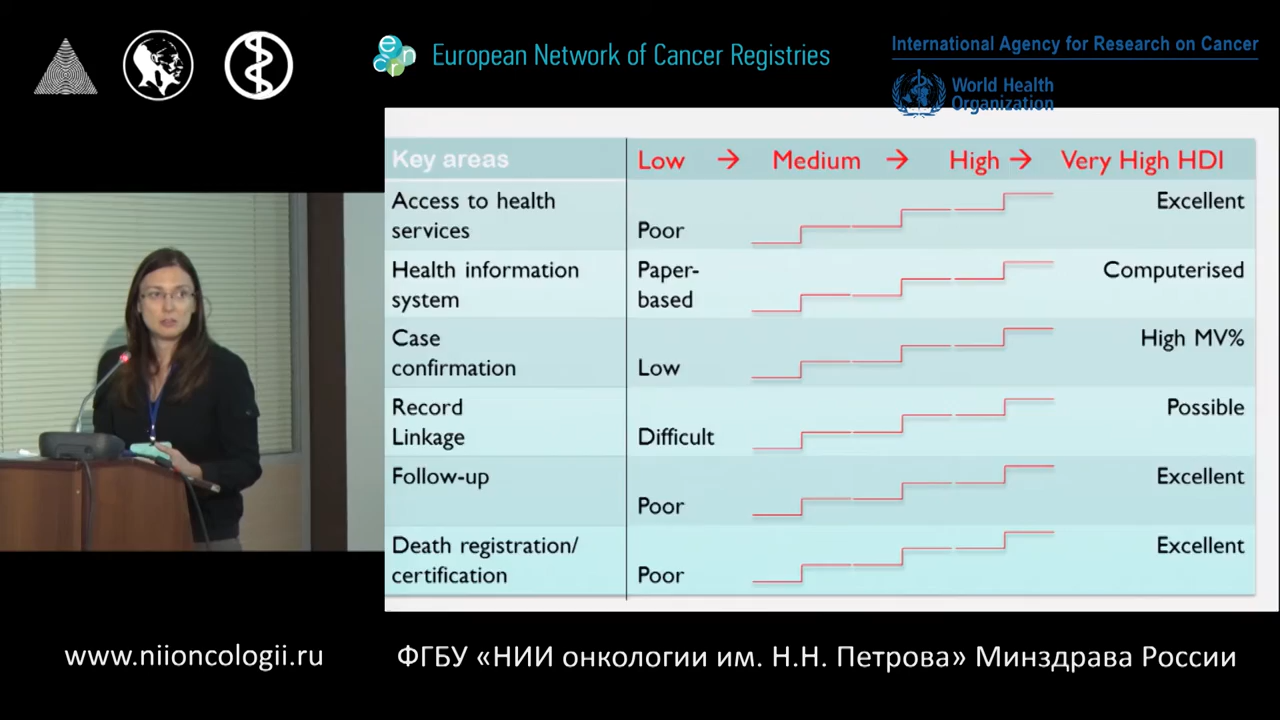 encr
European Network of Cancer Registries
International Agency for Research on Cancer
World Health
Organization
Key areas
Low → Medium → High → Very High HDI
Access to health
services
Poor
Excellent
Health information
system
Paper-
based
Computerised
Case
confirmation
Low
High MV%
Record
Linkage
Difficult
Possible
Follow-up
Poor
Excellent
Death registration/
certification
Poor
Excellent
www.niioncologii.ru
ФГБУ «НИИ онкологии им. Н.Н. Петрова» Минздрава России